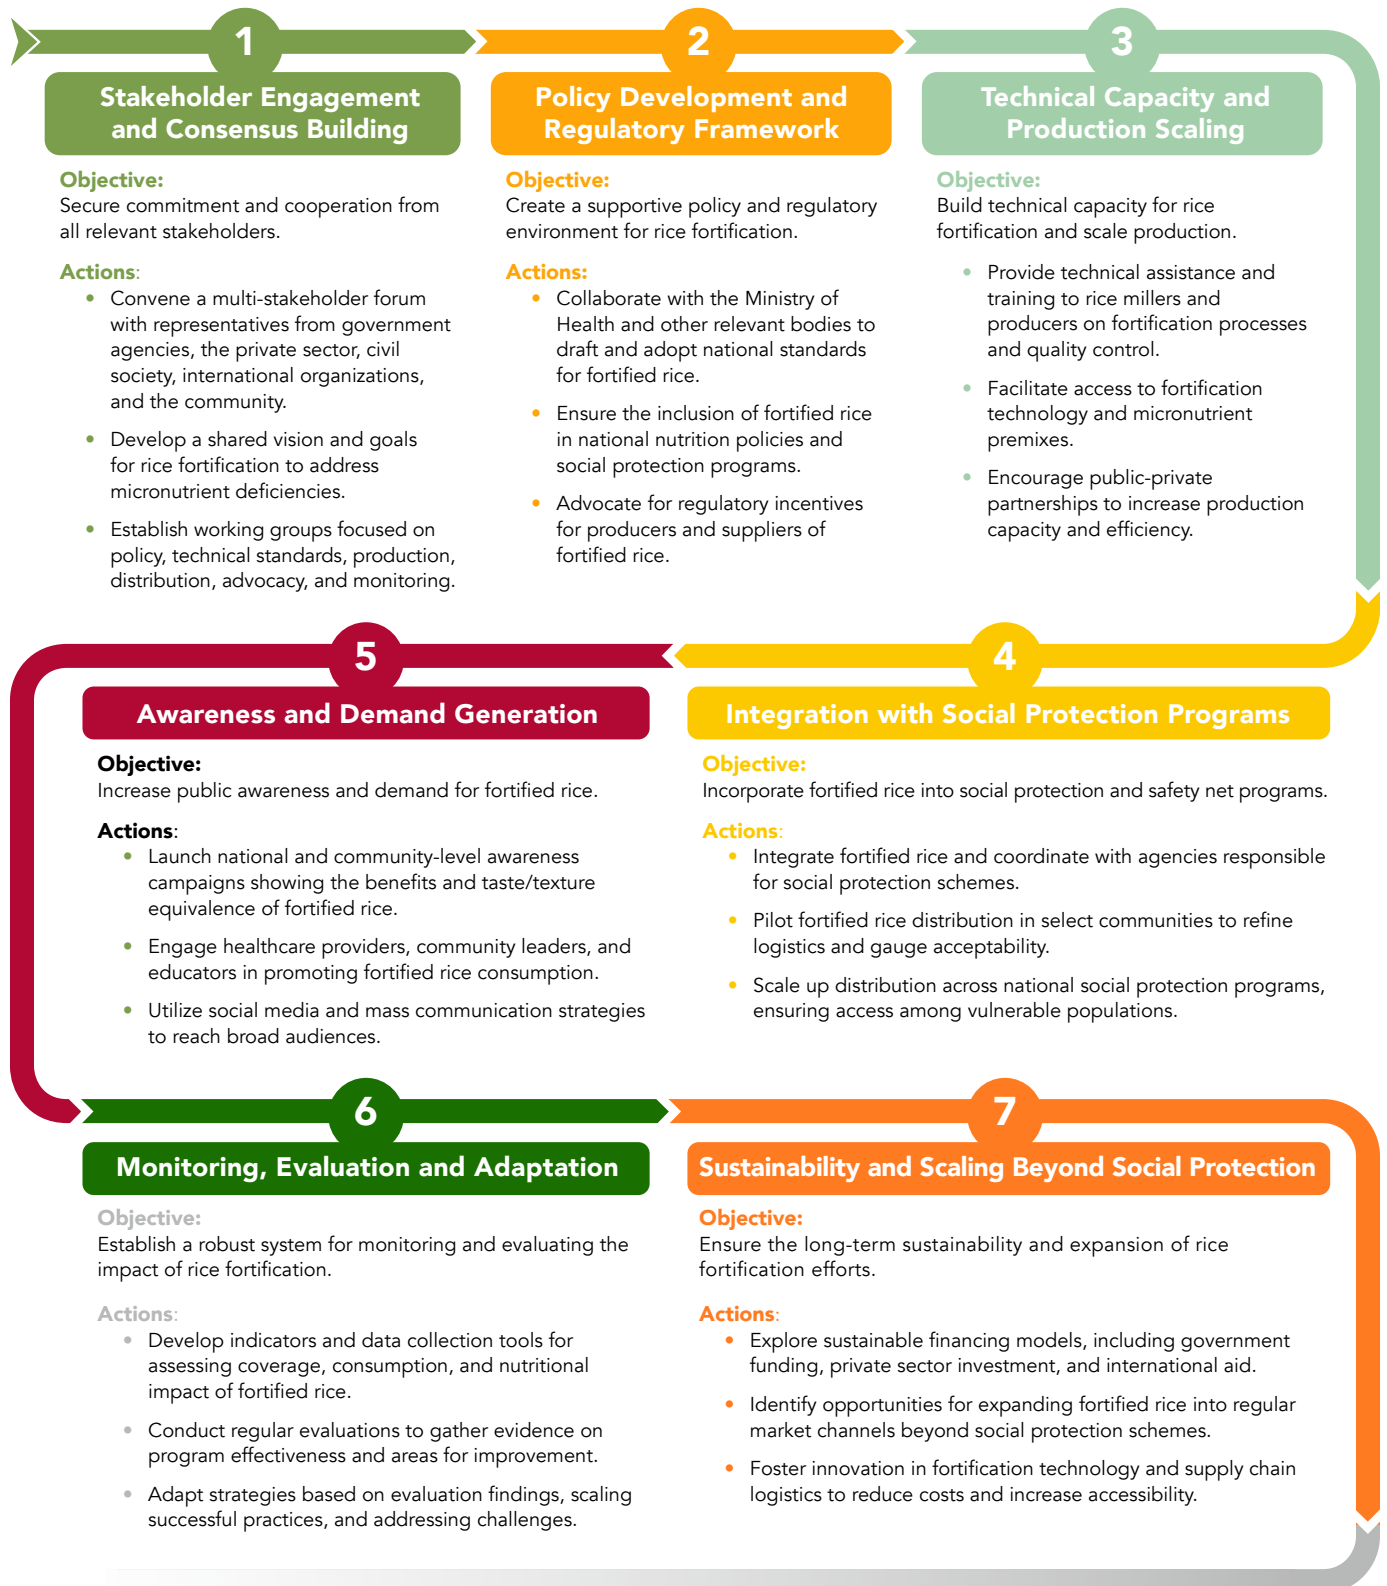 1
Stakeholder Engagement
and Consensus Building
Objective:
Secure commitment and cooperation from
all relevant stakeholders.
Actions:
• Convene a multi-stakeholder forum
with representatives from government
agencies, the private sector, civil
society, international organizations,
and the community.
• Develop a shared vision and goals
for rice fortification to address
micronutrient deficiencies.
• Establish working groups focused on
policy, technical standards, production,
distribution, advocacy, and monitoring.
2
Policy Development and
Regulatory Framework
Objective:
Create a supportive policy and regulatory
environment for rice fortification.
Actions:
• Collaborate with the Ministry of
Health and other relevant bodies to
draft and adopt national standards
for fortified rice.
• Ensure the inclusion of fortified rice
in national nutrition policies and
social protection programs.
• Advocate for regulatory incentives
for producers and suppliers of
fortified rice.
3
Technical Capacity and
Production Scaling
Objective:
Build technical capacity for rice
fortification and scale production.
• Provide technical assistance and
training to rice millers and
producers on fortification processes
and quality control.
• Facilitate access to fortification
technology and micronutrient
premixes.
• Encourage public-private
partnerships to increase production
capacity and efficiency.
4
Integration with Social Protection Programs
Objective:
Incorporate fortified rice into social protection and safety net programs.
Actions:
• Integrate fortified rice and coordinate with agencies responsible
for social protection schemes.
• Pilot fortified rice distribution in select communities to refine
logistics and gauge acceptability.
• Scale up distribution across national social protection programs,
ensuring access among vulnerable populations.
5
Awareness and Demand Generation
Objective:
Increase public awareness and demand for fortified rice.
Actions:
• Launch national and community-level awareness
campaigns showing the benefits and taste/texture
equivalence of fortified rice.
• Engage healthcare providers, community leaders, and
educators in promoting fortified rice consumption.
• Utilize social media and mass communication strategies
to reach broad audiences.
6
Monitoring, Evaluation and Adaptation
Objective:
Establish a robust system for monitoring and evaluating the
impact of rice fortification.
Actions:
• Develop indicators and data collection tools for
assessing coverage, consumption, and nutritional
impact of fortified rice.
• Conduct regular evaluations to gather evidence on
program effectiveness and areas for improvement.
• Adapt strategies based on evaluation findings, scaling
successful practices, and addressing challenges.
7
Sustainability and Scaling Beyond Social Protection
Objective:
Ensure the long-term sustainability and expansion of rice
fortification efforts.
Actions:
• Explore sustainable financing models, including government
funding, private sector investment, and international aid.
• Identify opportunities for expanding fortified rice into regular
market channels beyond social protection schemes.
• Foster innovation in fortification technology and supply chain
logistics to reduce costs and increase accessibility.